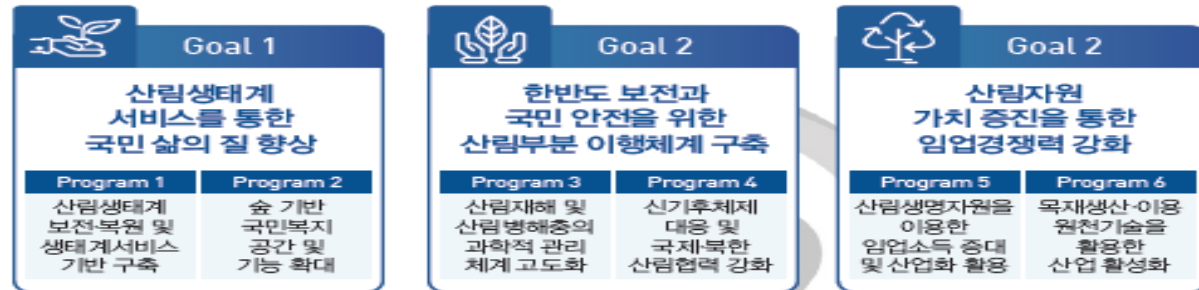 Goal 1
산림생태계
서비스를 통한
국민 삶의 질 향상
Program 1
산림생태계
보전·복원 및
생태계서비스
기반 구축
Program 2
숲 기반
국민복지
공간 및
기능 확대
Goal 2
한반도 보전과
국민 안전을 위한
산림부분 이행체계 구축
Program 3
산림재해 및
산림병해충의
과학적 관리
체계 고도화
Program 4
신기후체제
대응 및
국제·북한
산림협력 강화
Goal 2
산림자원
가치 증진을 통한
임업경쟁력 강화
Program 5
산림생명자원을
이용한
임업소득 증대
및 산업화 활용
Program 6
목재생산·이용
원천기술을
활용한
산업 활성화